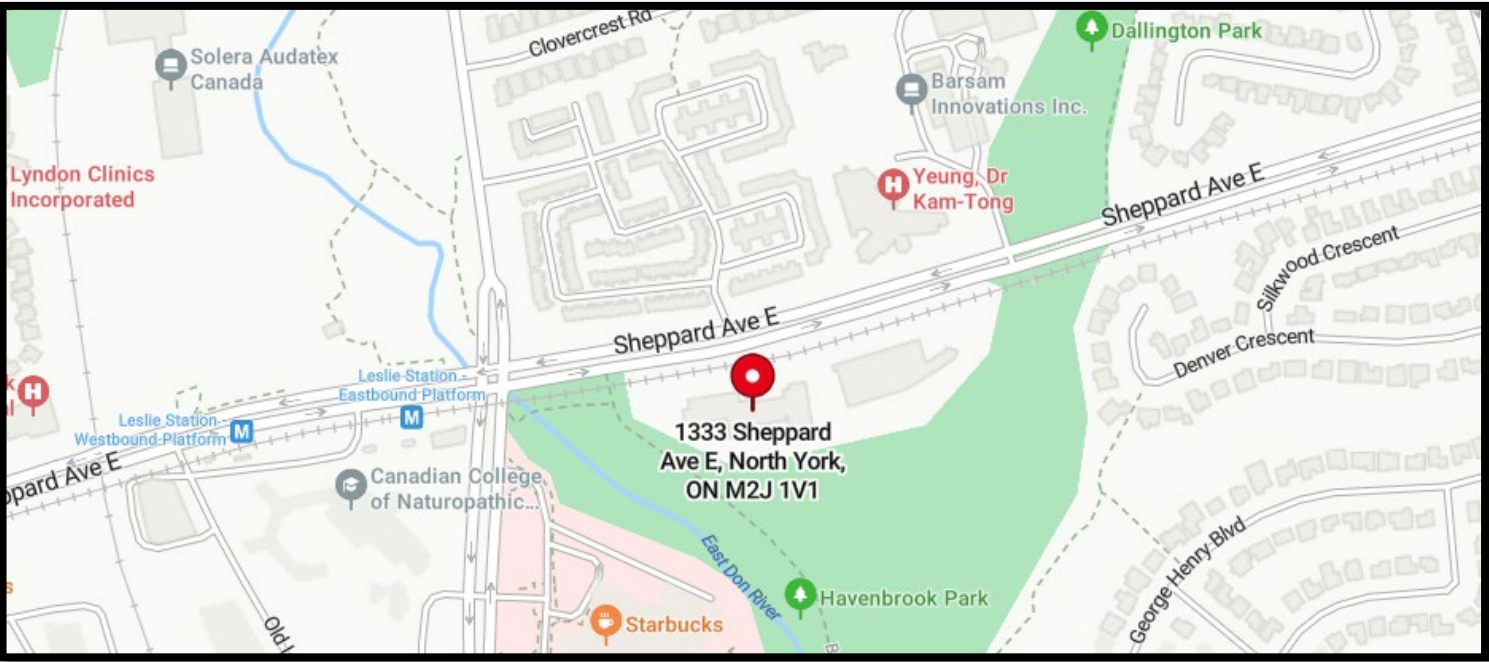 Clovercrest Rd
Dallington Park
Solera Audatex
Canada
Barsam
Innovations Inc.
Lyndon Clinics
Incorporated
Yeung, Dr
Kam-Tong
Sheppard Ave E
Silkwood Crescent
Sheppard Ave E
Denver Crescent
Leslie Station -
Eastbound Platform
Leslie Station -
Westbound Platform
1333 Sheppard
Ave E, North York,
ON M2J 1V1
ppard Ave E
Canadian College
of Naturopathic...
George Henry Blvd
East Don River
Havenbrook Park
Starbucks
Old